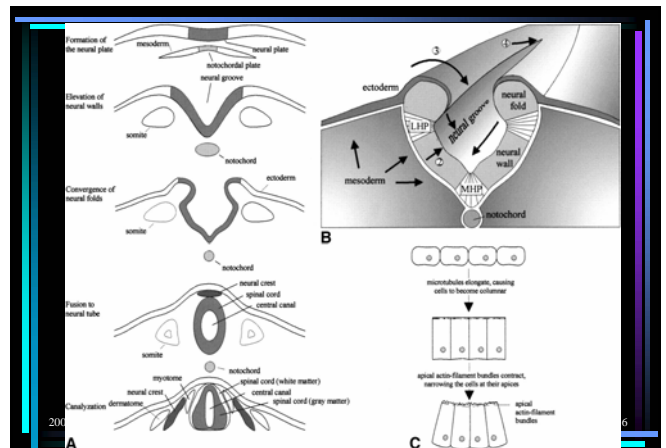 Formation of
the neural plate
mesoderm
neural plate
notochordal plate
neural groove
Elevation of
neural walls
somite
notochord
Convergence of
neural folds
ectoderm
somite
notochord
neural crest
spinal cord
central canal
Fusion to
neural tube
somite
notochord
myotome
neural crest
dermatome
spinal cord (white matter)
central canal
spinal cord (gray matter)
Canalyzation
200
A
3
4
ectoderm
neural
fold
LHP
neural groove
2
neural
wall
mesoderm
MHP
notochord
B
microtubules elongate, causing
cells to become columnar
apical actin-filament bundles contract,
narrowing the cells at their apices
apical
actin-filament
bundles
C
6